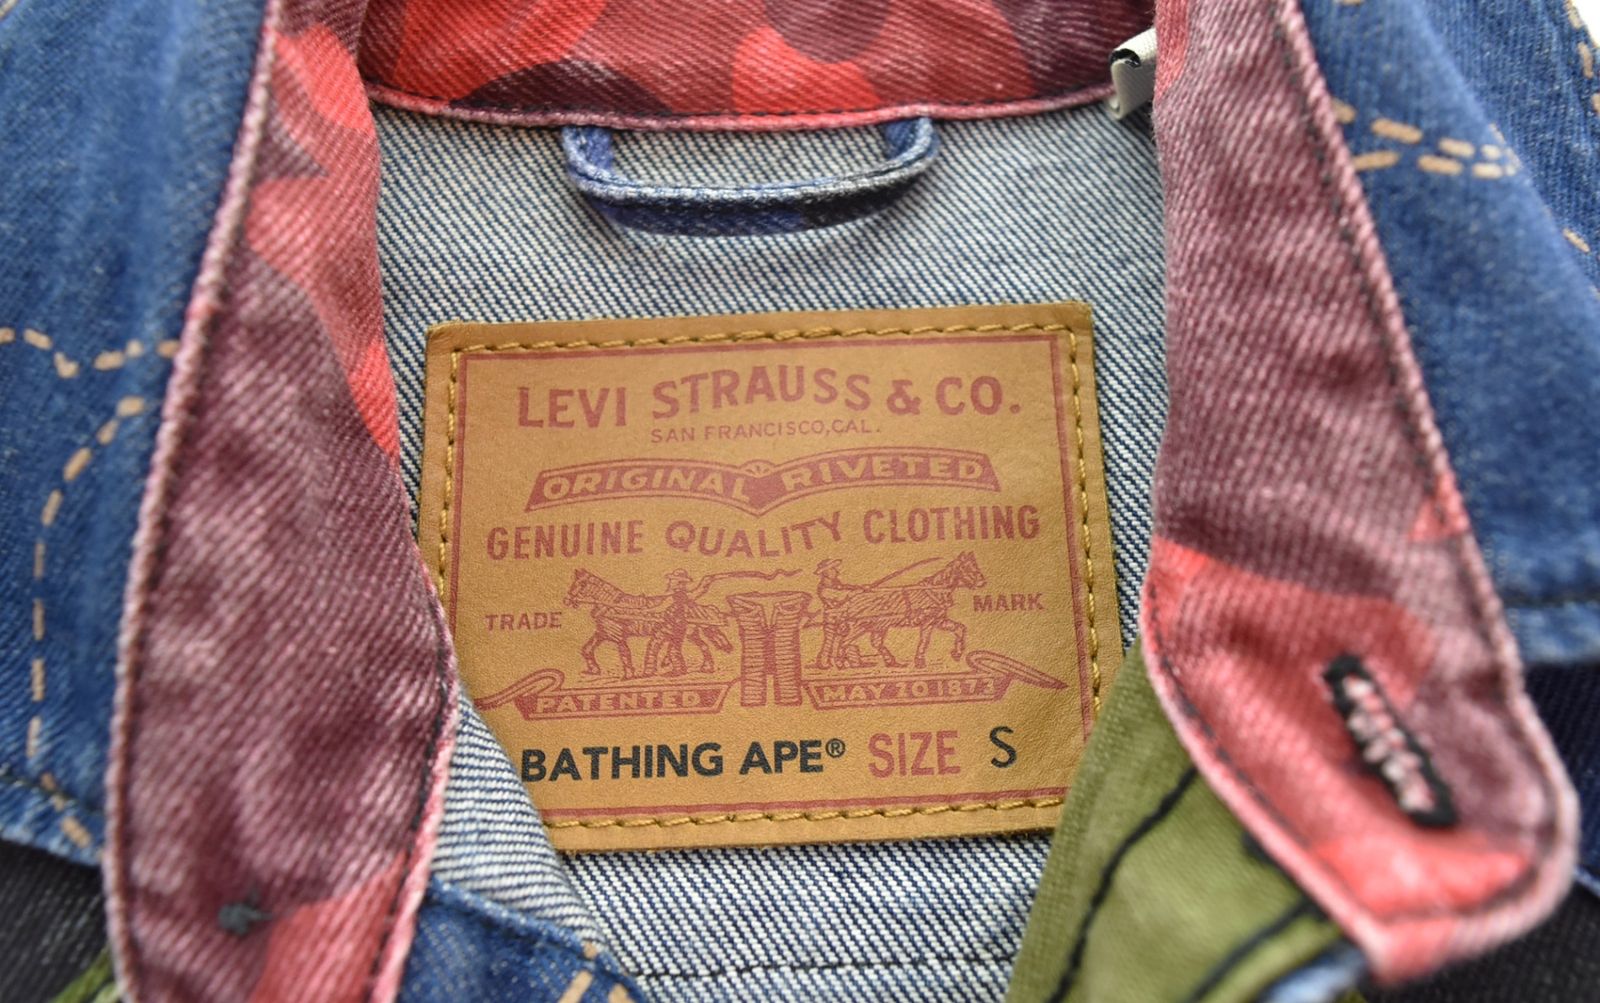 LEVI STRAUSS & CO.
SAN FRANCISCO, CAL.
ORIGINAL RIVETED
GENUINE QUALITY CLOTHING
TRADE MARK
PATENTED MAY 20 1873
BATHING APE® SIZE S